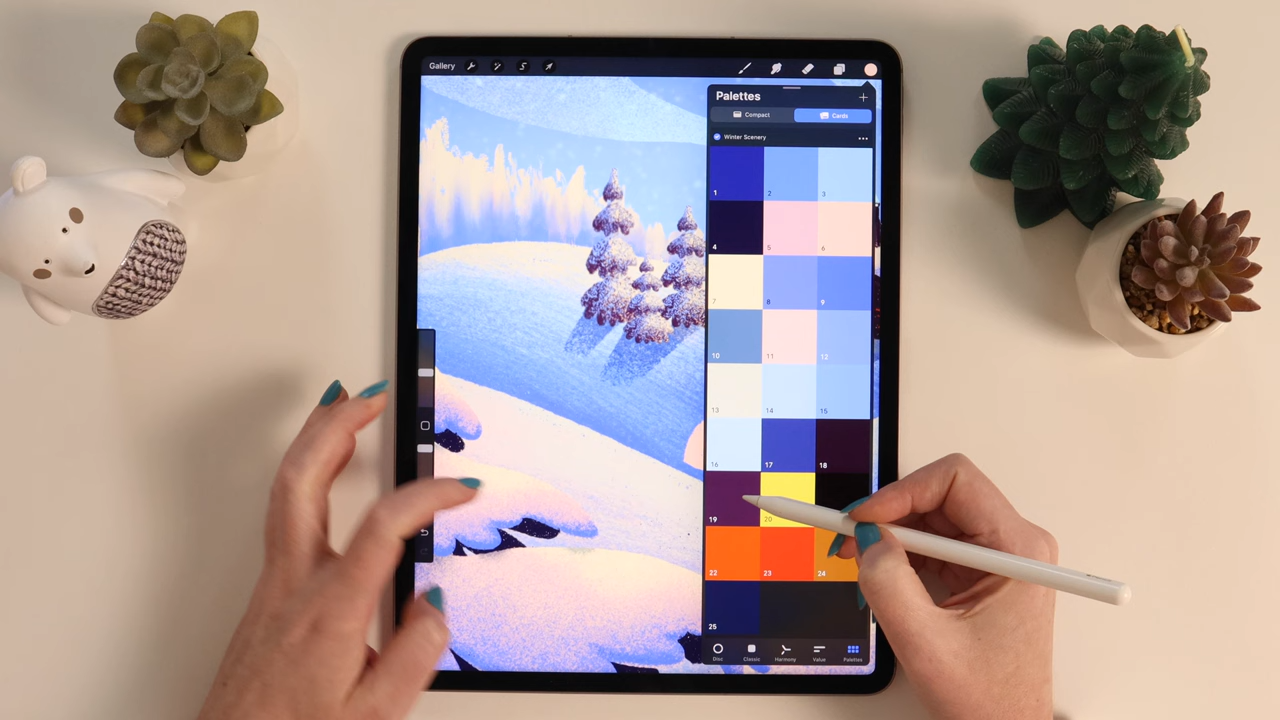 Gallery
Palettes
Compact
Cards
Winter Scenery
1 2 3
4 5 6
7 8 9
10 11 12
13 14 15
16 17 18
19 20
22 23 24
25
Disc Classic Harmony Value Palettes